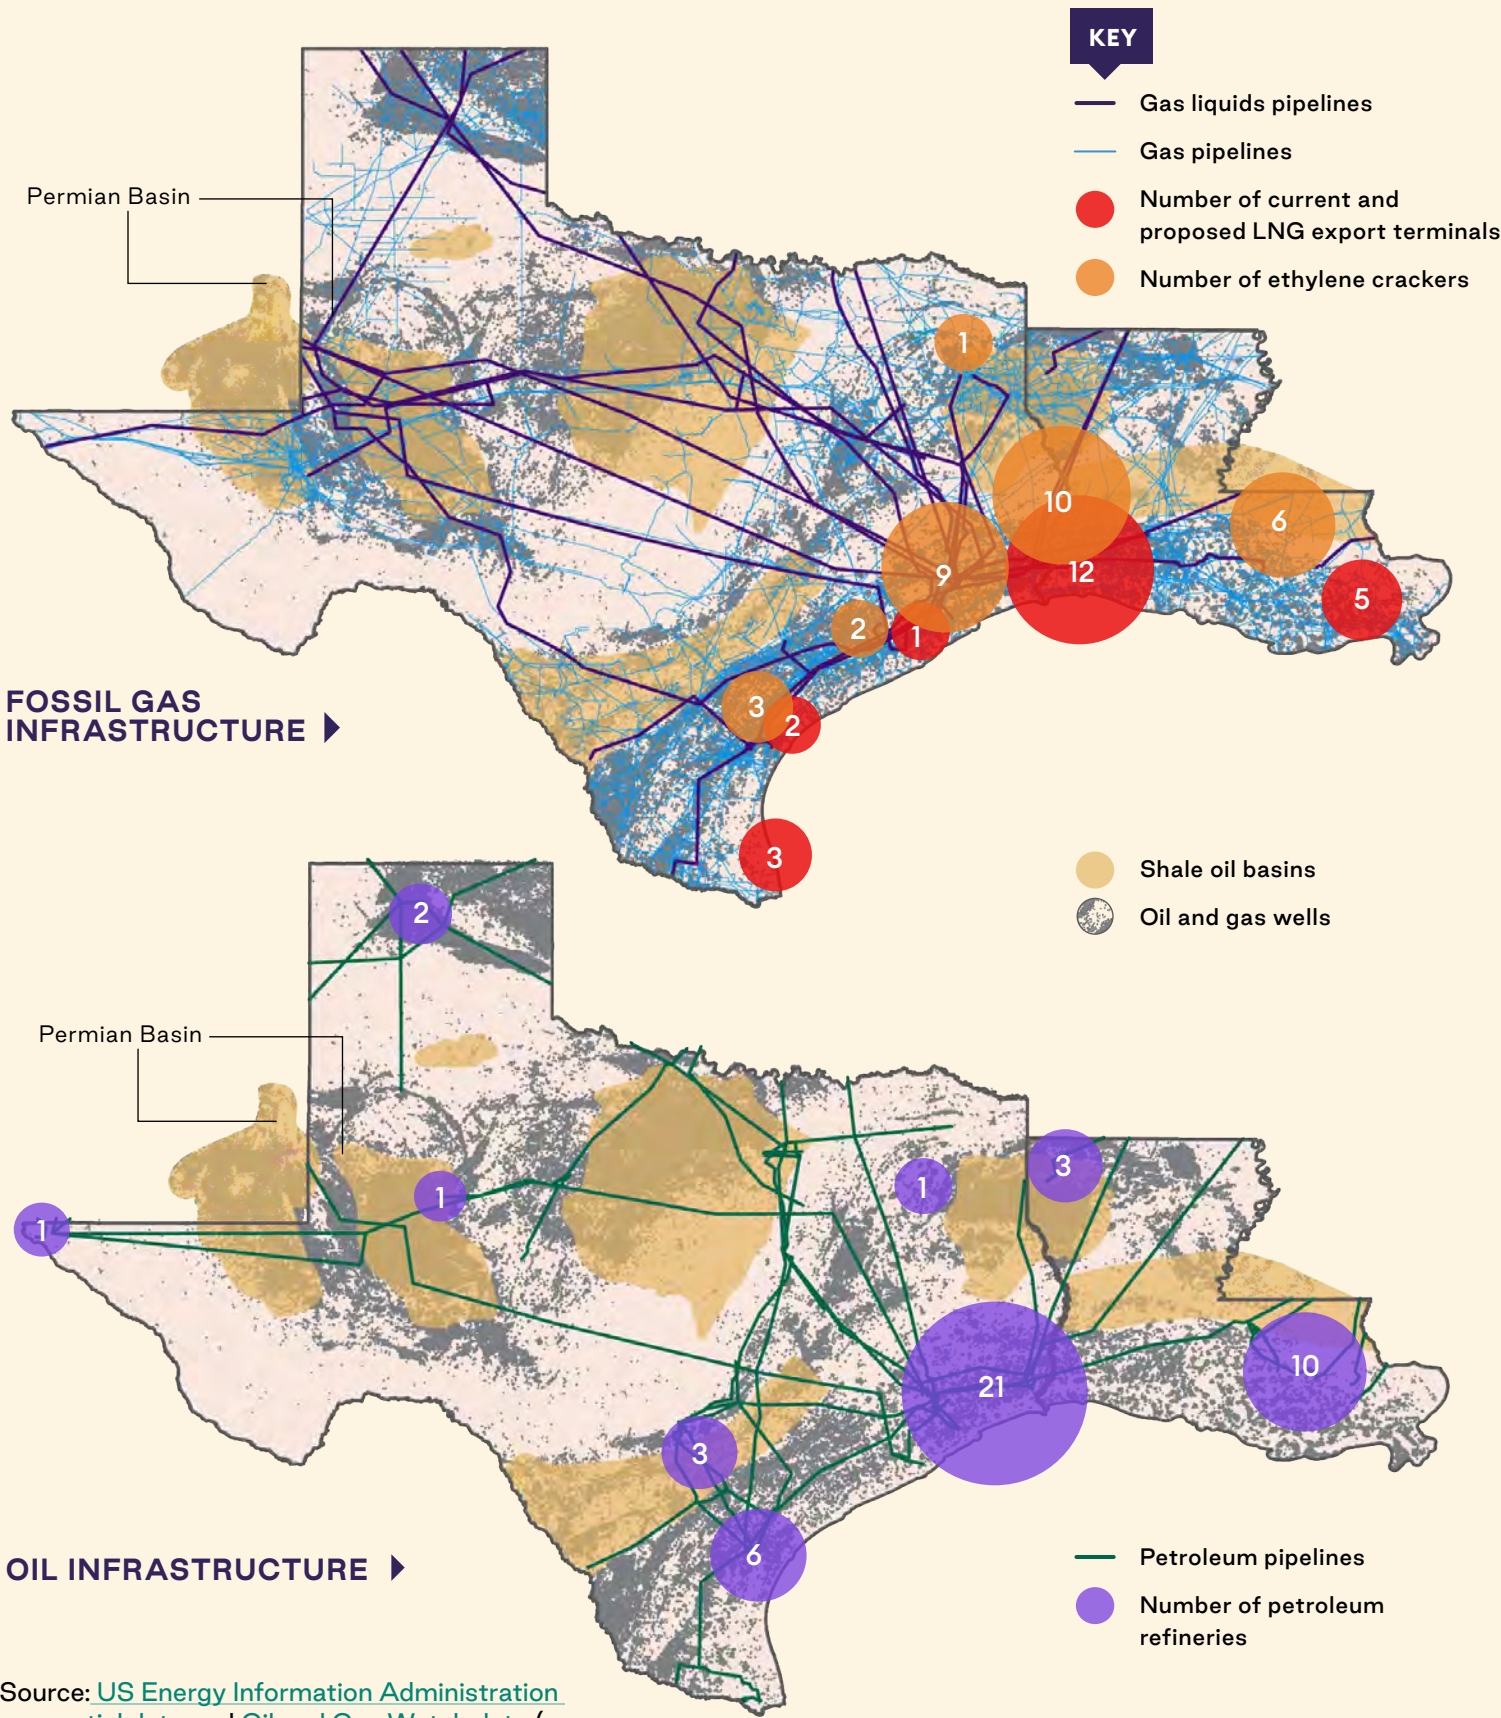 KEY
Gas liquids pipelines
Gas pipelines
Number of current and
proposed LNG export terminals
Number of ethylene crackers
Permian Basin
1
10
6
9
12
5
2
1
3
2
3
FOSSIL GAS
INFRASTRUCTURE
Shale oil basins
Oil and gas wells
2
Permian Basin
1
1
1
3
21
10
3
6
OIL INFRASTRUCTURE
Petroleum pipelines
Number of petroleum
refineries
Source: US Energy Information Administration